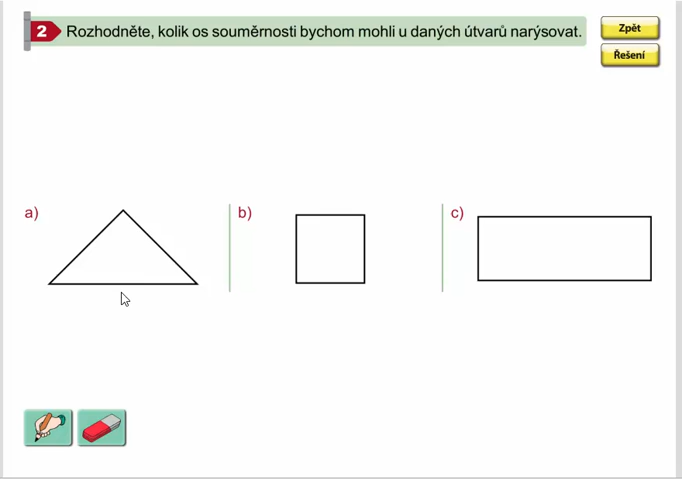 2 Rozhodněte, kolik os souměrnosti bychom mohli u daných útvarů narýsovat.
Zpět
Řešení
a)
b)
c)